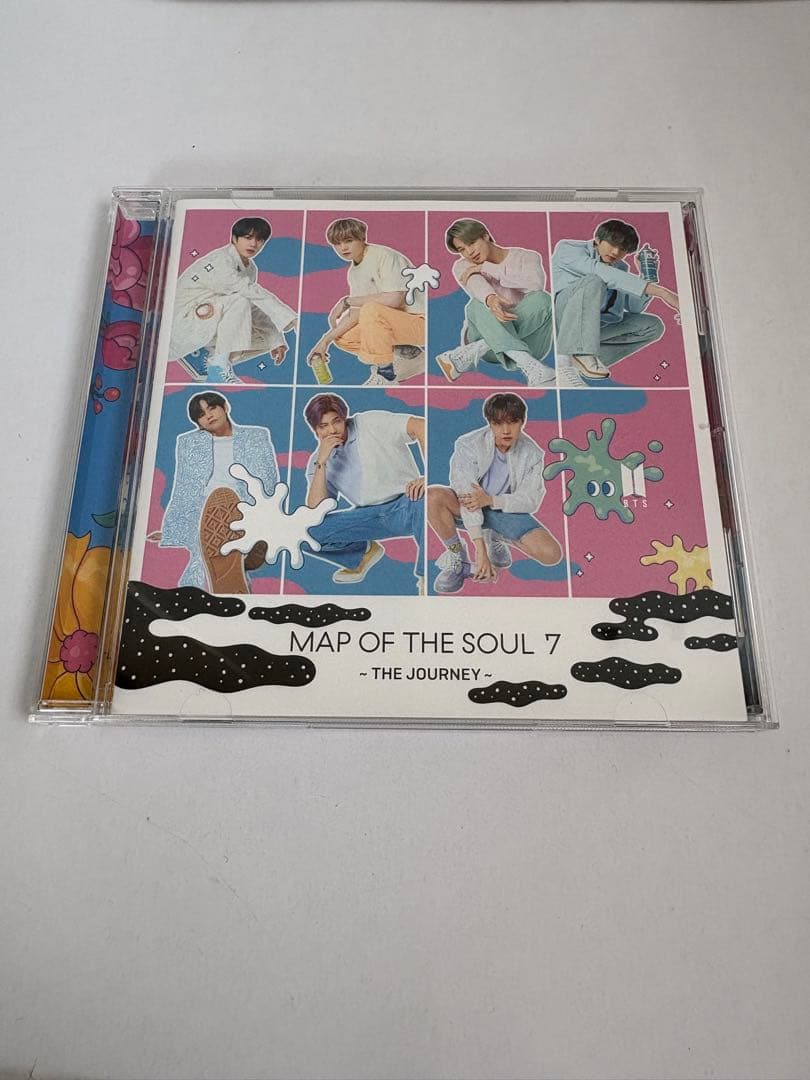 BTS
MAP OF THE SOUL 7
~ THE JOURNEY ~